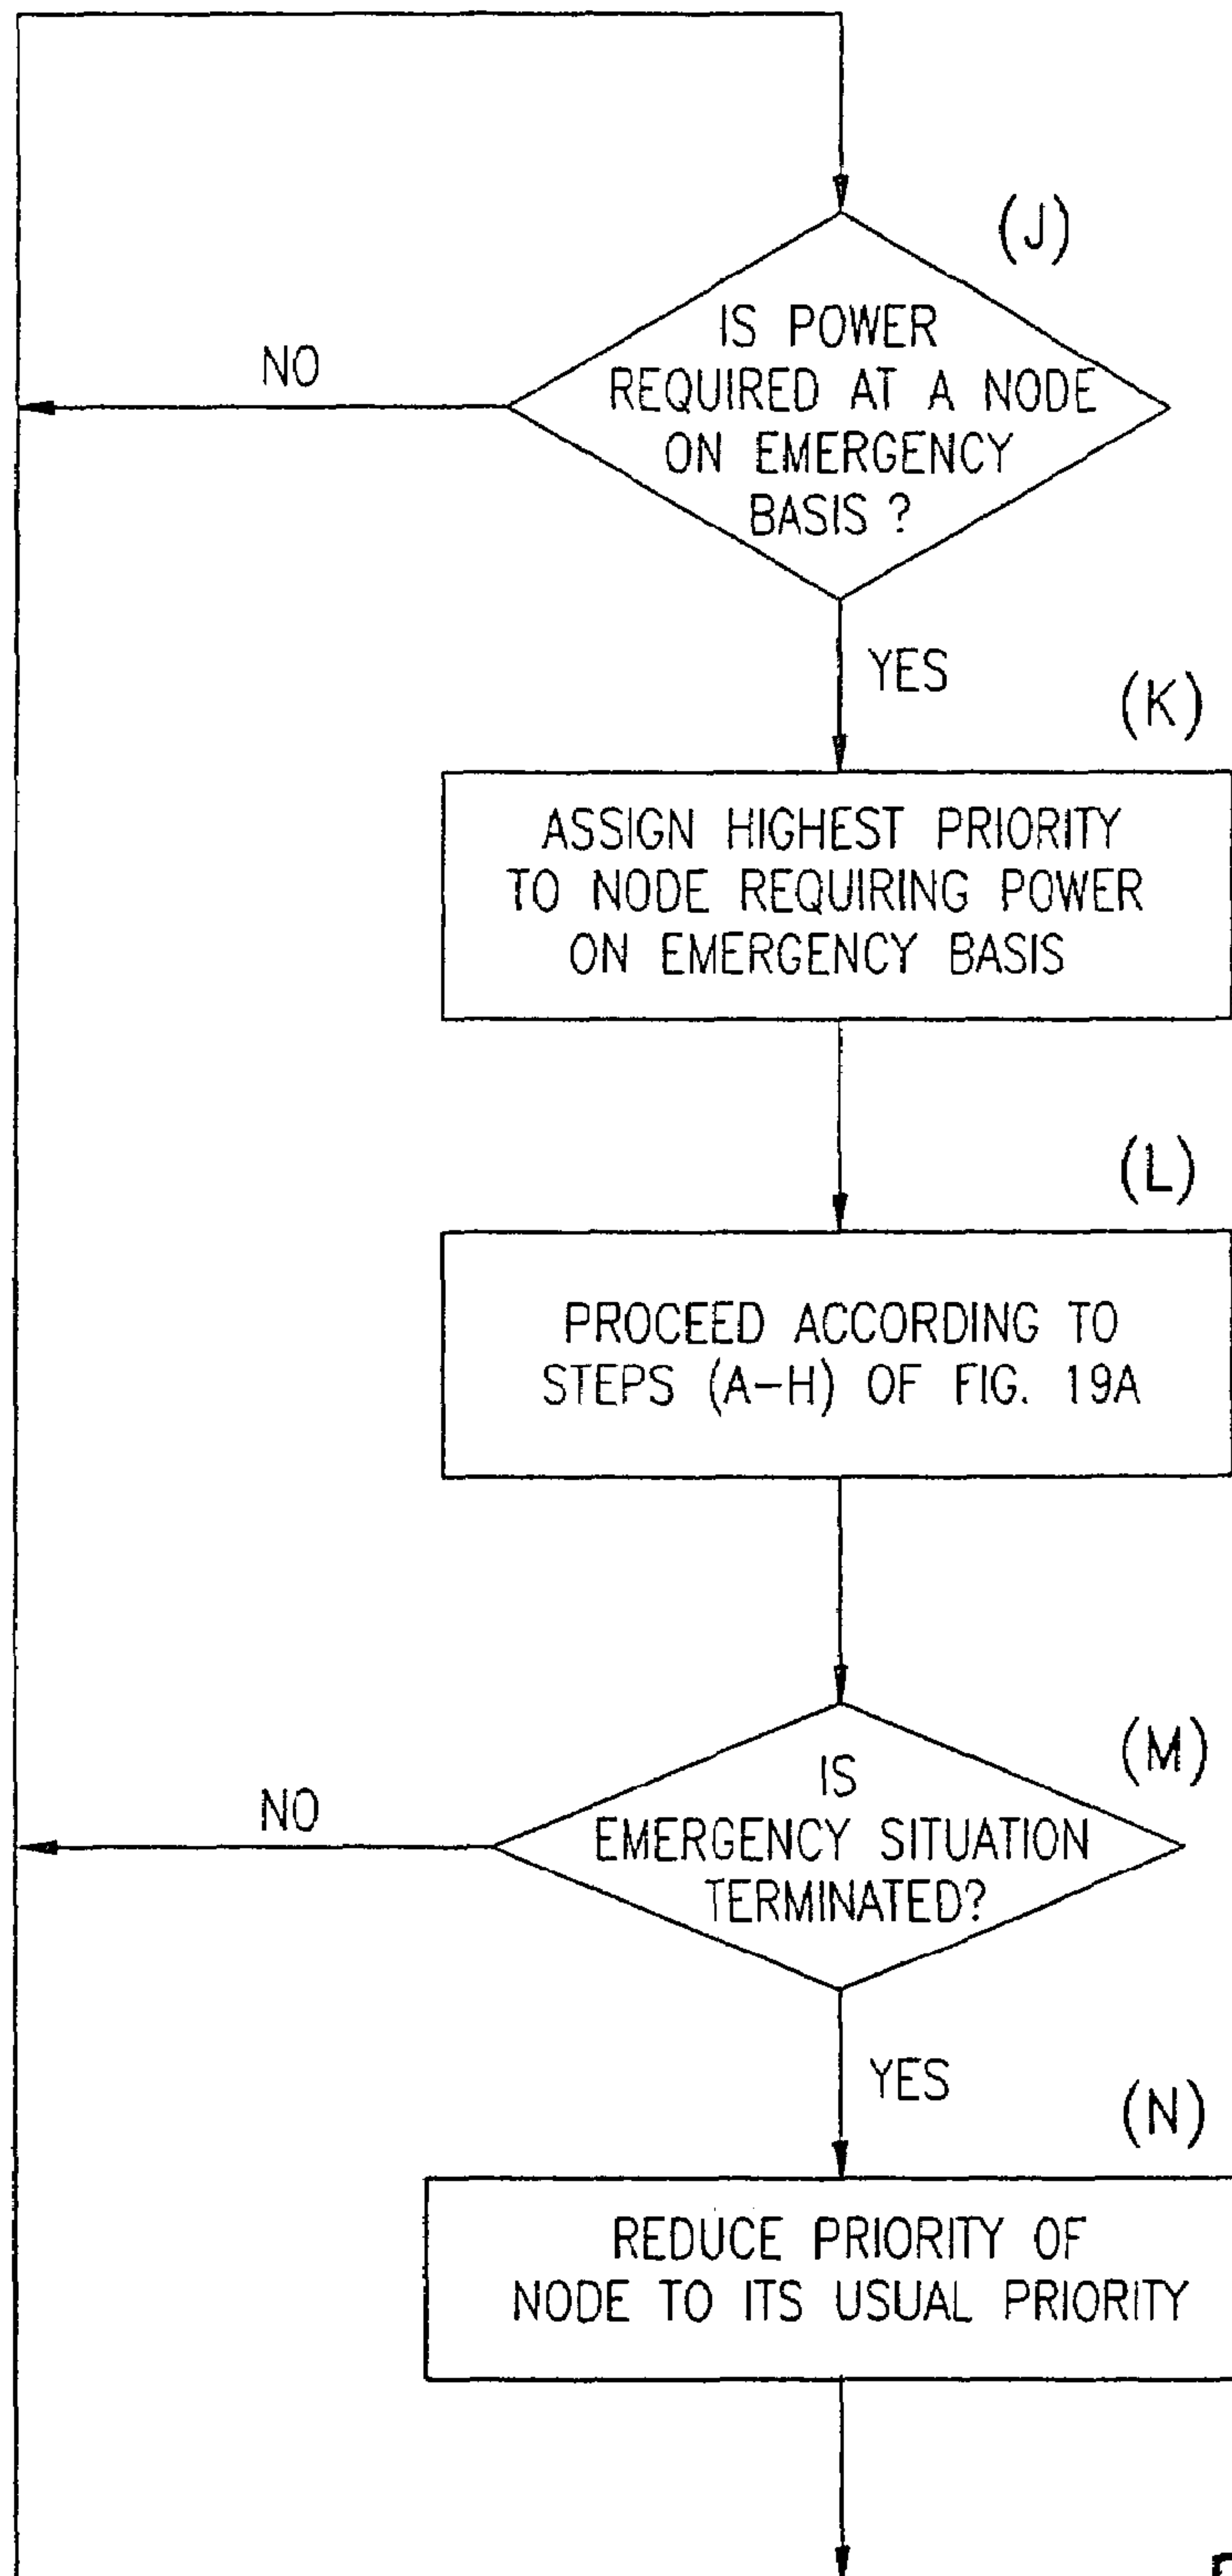 (J)
IS POWER
REQUIRED AT A NODE
ON EMERGENCY
BASIS ?
NO
YES
(K)
ASSIGN HIGHEST PRIORITY
TO NODE REQUIRING POWER
ON EMERGENCY BASIS
(L)
PROCEED ACCORDING TO
STEPS (A-H) OF FIG. 19A
(M)
IS
EMERGENCY SITUATION
TERMINATED?
NO
YES
(N)
REDUCE PRIORITY OF
NODE TO ITS USUAL PRIORITY